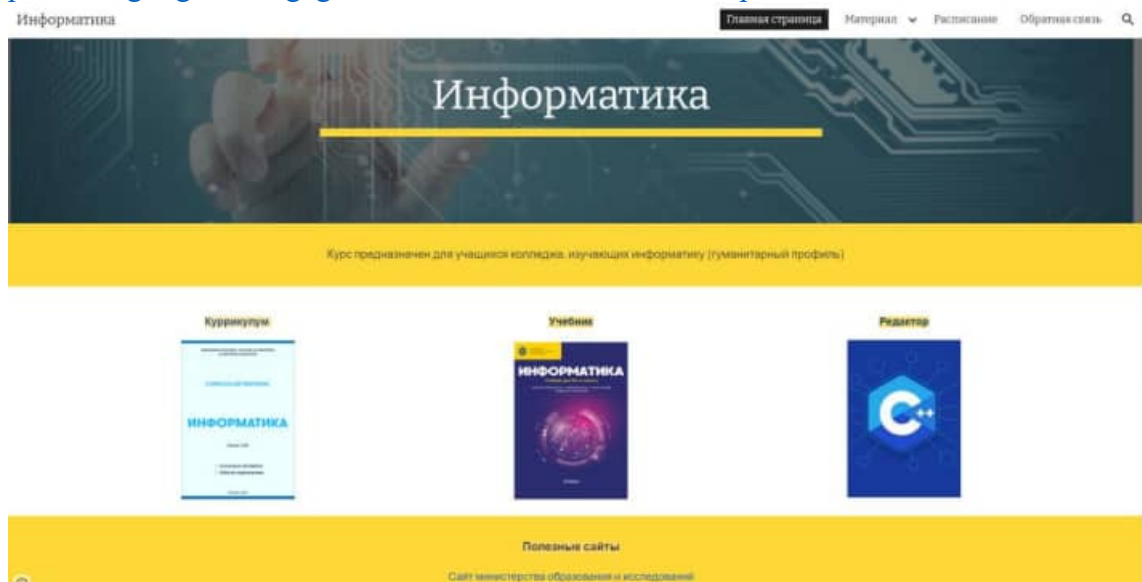 Информатика
Главная страница Материал Расписание Обратная связь
Информатика
Курс предназначен для учащихся колледжа, изучающих информатику (гуманитарный профиль)
Куррикулум Учебник Редактор
ИНФОРМАТИКА
ИНФОРМАТИКА
C++
Полезные сайты
Сайт министерства образования и исследований